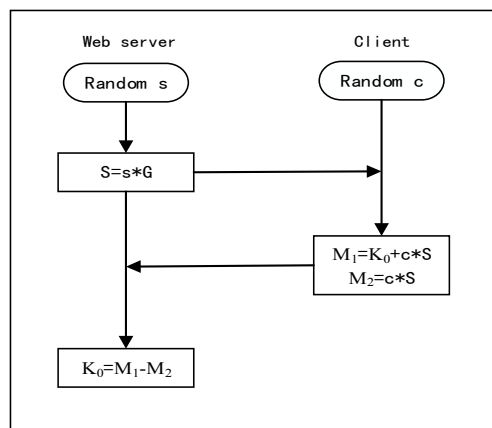 Web server
Client
Random s
Random c
S=s*G
M₁=K₀+c*S
M₂=c*S
K₀=M₁-M₂